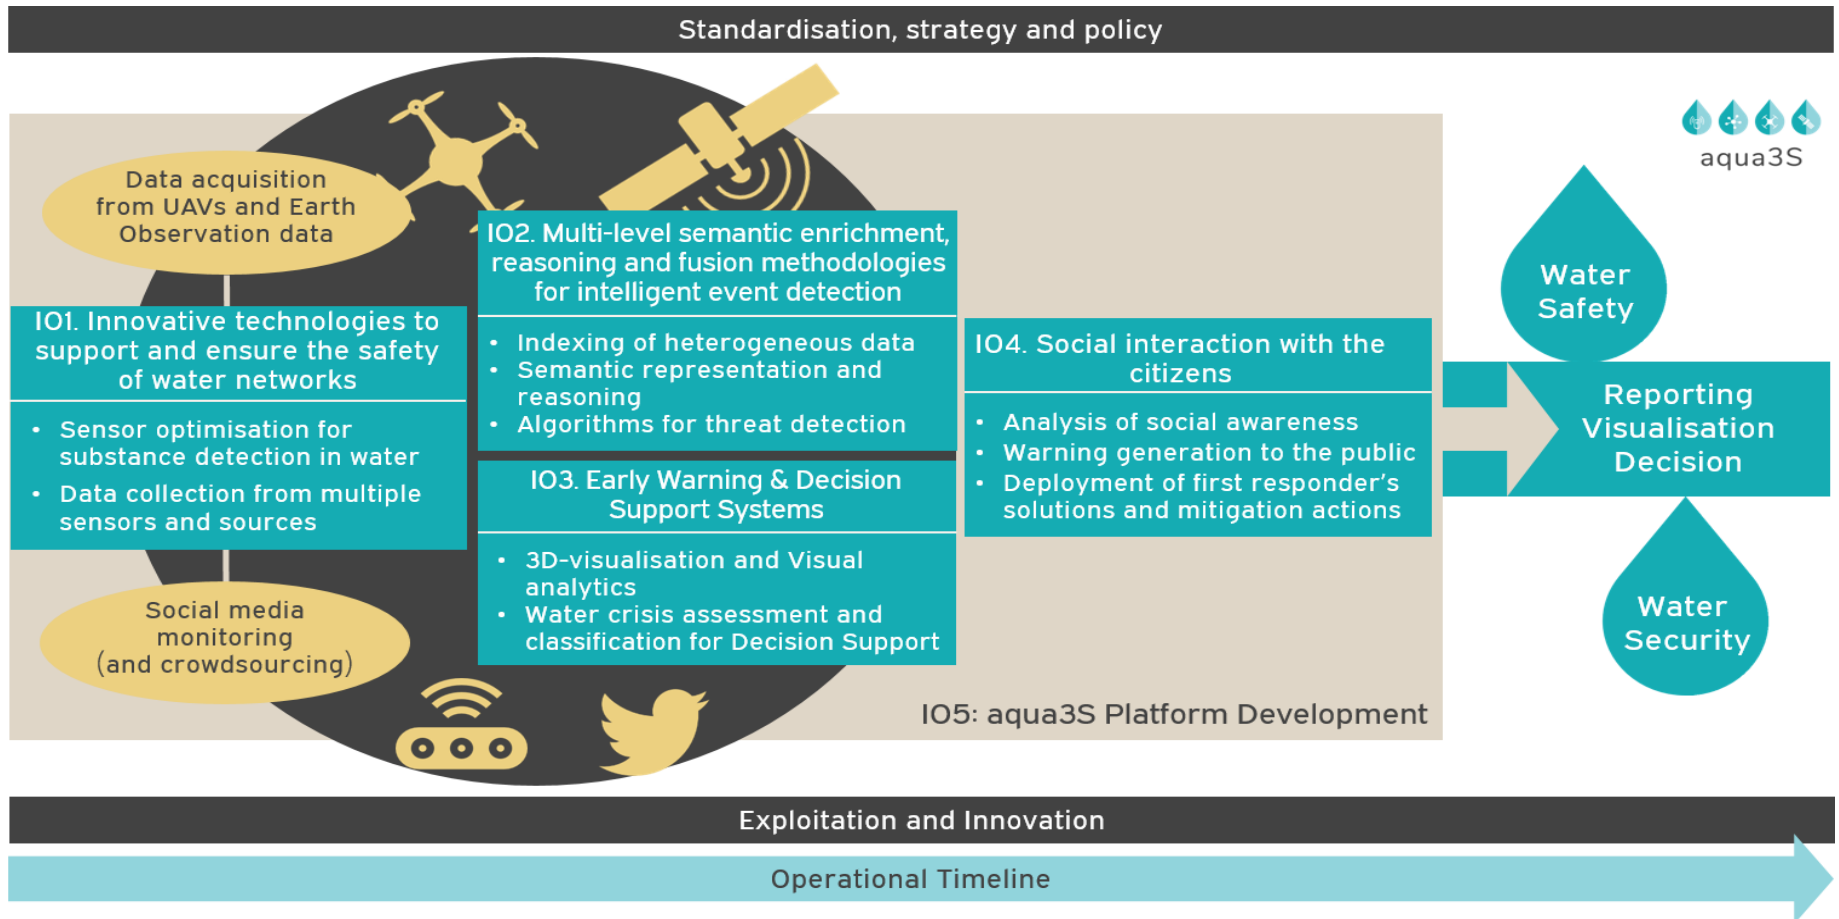 Standardisation, strategy and policy
aqua3S
Data acquisition
from UAVs and Earth
Observation data
IO1. Innovative technologies to
support and ensure the safety
of water networks
• Sensor optimisation for
substance detection in water
• Data collection from multiple
sensors and sources
Social media
monitoring
(and crowdsourcing)
IO2. Multi-level semantic enrichment,
reasoning and fusion methodologies
for intelligent event detection
• Indexing of heterogeneous data
• Semantic representation and
reasoning
• Algorithms for threat detection
IO3. Early Warning & Decision
Support Systems
• 3D-visualisation and Visual
analytics
• Water crisis assessment and
classification for Decision Support
IO4. Social interaction with the
citizens
• Analysis of social awareness
• Warning generation to the public
• Deployment of first responder's
solutions and mitigation actions
IO5: aqua3S Platform Development
Water
Safety
Reporting
Visualisation
Decision
Water
Security
Exploitation and Innovation
Operational Timeline